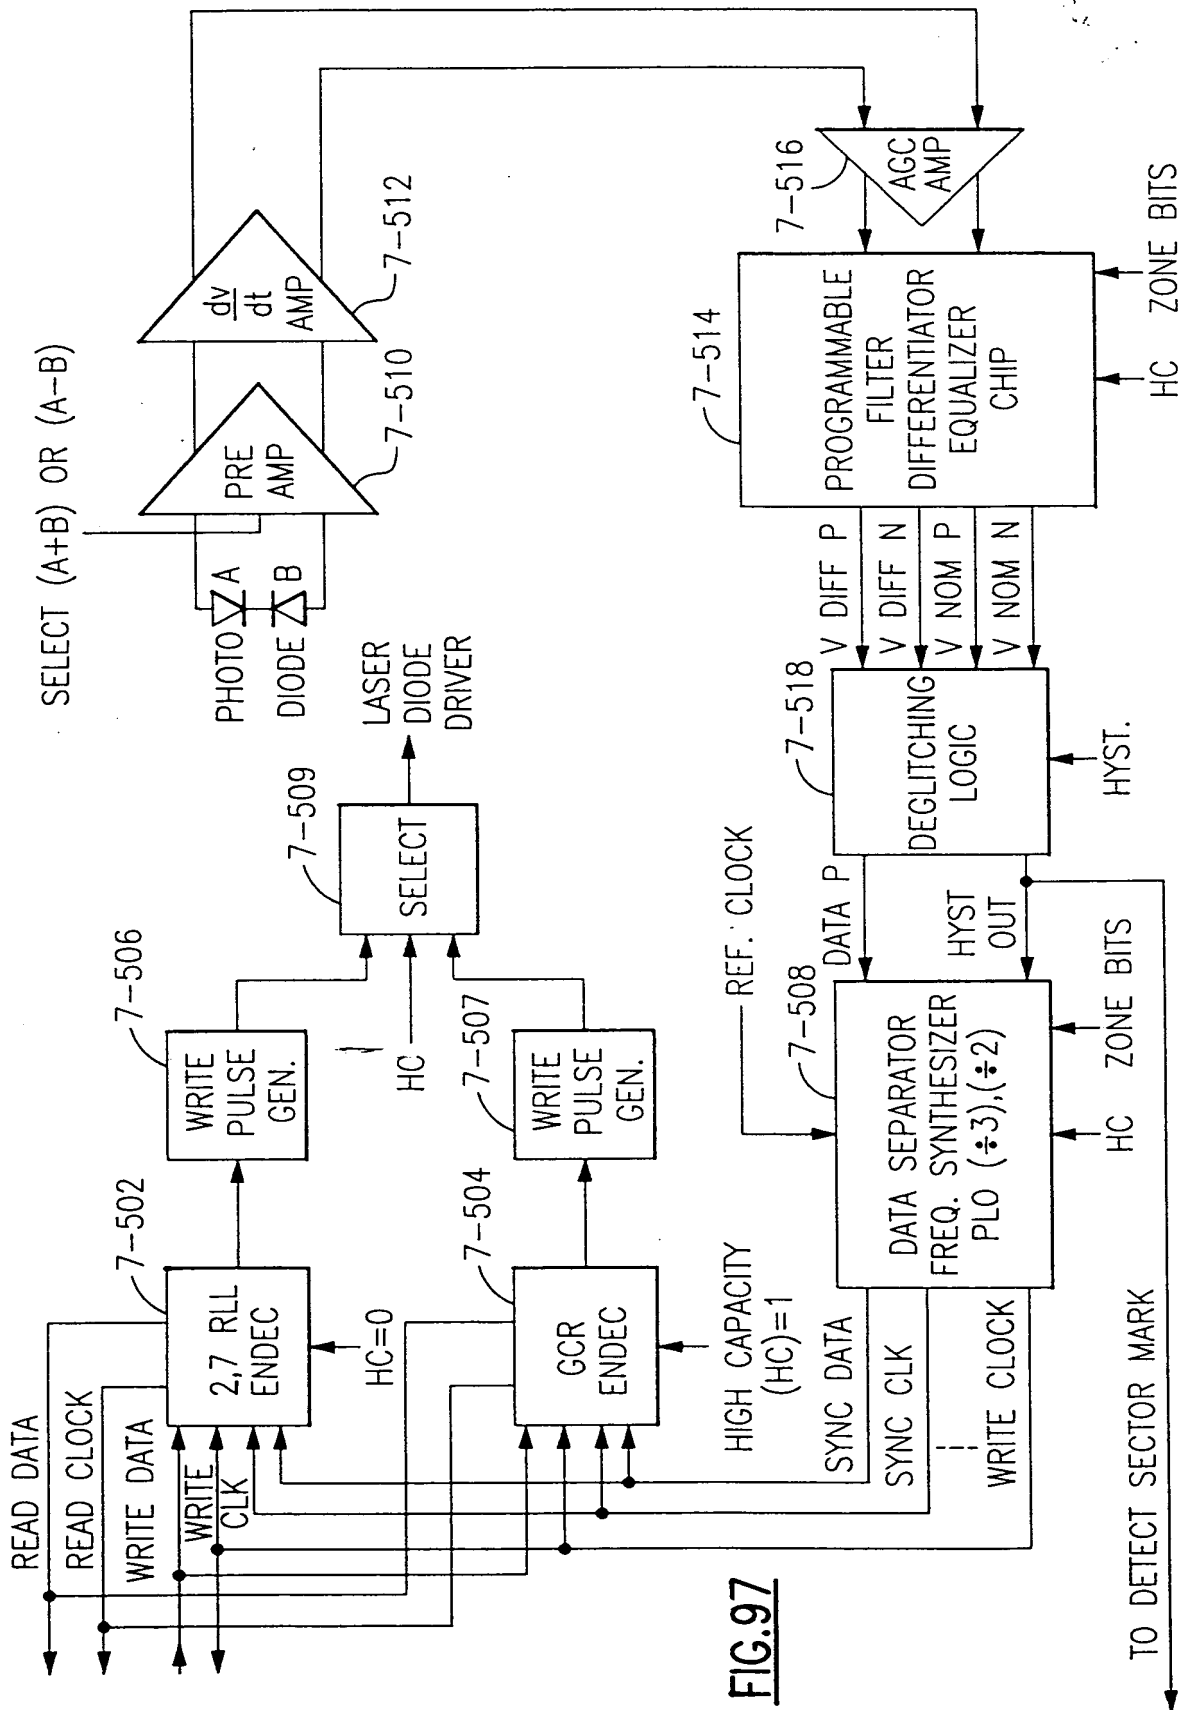 READ DATA
READ CLOCK
WRITE DATA
WRITE
CLK
7-502
2,7 RLL
ENDEC
HC=0
7-506
WRITE
PULSE
GEN.
7-504
GCR
ENDEC
HIGH CAPACITY
(HC)=1
7-507
WRITE
PULSE
GEN.
HC
7-509
SELECT
LASER
DIODE
DRIVER
SELECT (A+B) OR (A-B)
PHOTO
DIODE
A
B
PRE
AMP
7-510
dv
dt
AMP
7-512
7-516
AGC
AMP
7-514
PROGRAMMABLE
FILTER
DIFFERENTIATOR
EQUALIZER
CHIP
HC
ZONE BITS
V DIFF P
V DIFF N
V NOM P
V NOM N
7-518
DEGLITCHING
LOGIC
HYST.
DATA P
HYST
OUT
REF. CLOCK
7-508
DATA SEPARATOR
FREQ. SYNTHESIZER
PLO (÷3),(÷2)
HC
ZONE BITS
SYNC DATA
SYNC CLK
WRITE CLOCK
TO DETECT SECTOR MARK
FIG.97